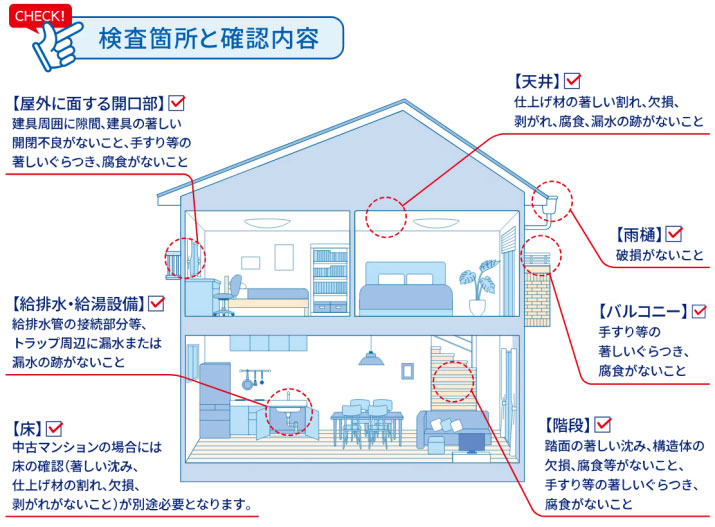 CHECK!
検査箇所と確認内容
【屋外に面する開口部】
建具周囲に隙間、建具の著しい
開閉不良がないこと、手すり等の
著しいぐらつき、腐食がないこと
【給排水・給湯設備】
給排水管の接続部分等、
トラップ周辺に漏水または
漏水の跡がないこと
【床】
中古マンションの場合には
床の確認(著しい沈み、
仕上げ材の割れ、欠損、
剥がれがないこと)が別途必要となります。
【天井】
仕上げ材の著しい割れ、欠損、
剥がれ、腐食、漏水の跡がないこと
【雨樋】
破損がないこと
【バルコニー】
手すり等の
著しいぐらつき、
腐食がないこと
【階段】
踏面の著しい沈み、構造体の
欠損、腐食等がないこと、
手すり等の著しいぐらつき、
腐食がないこと